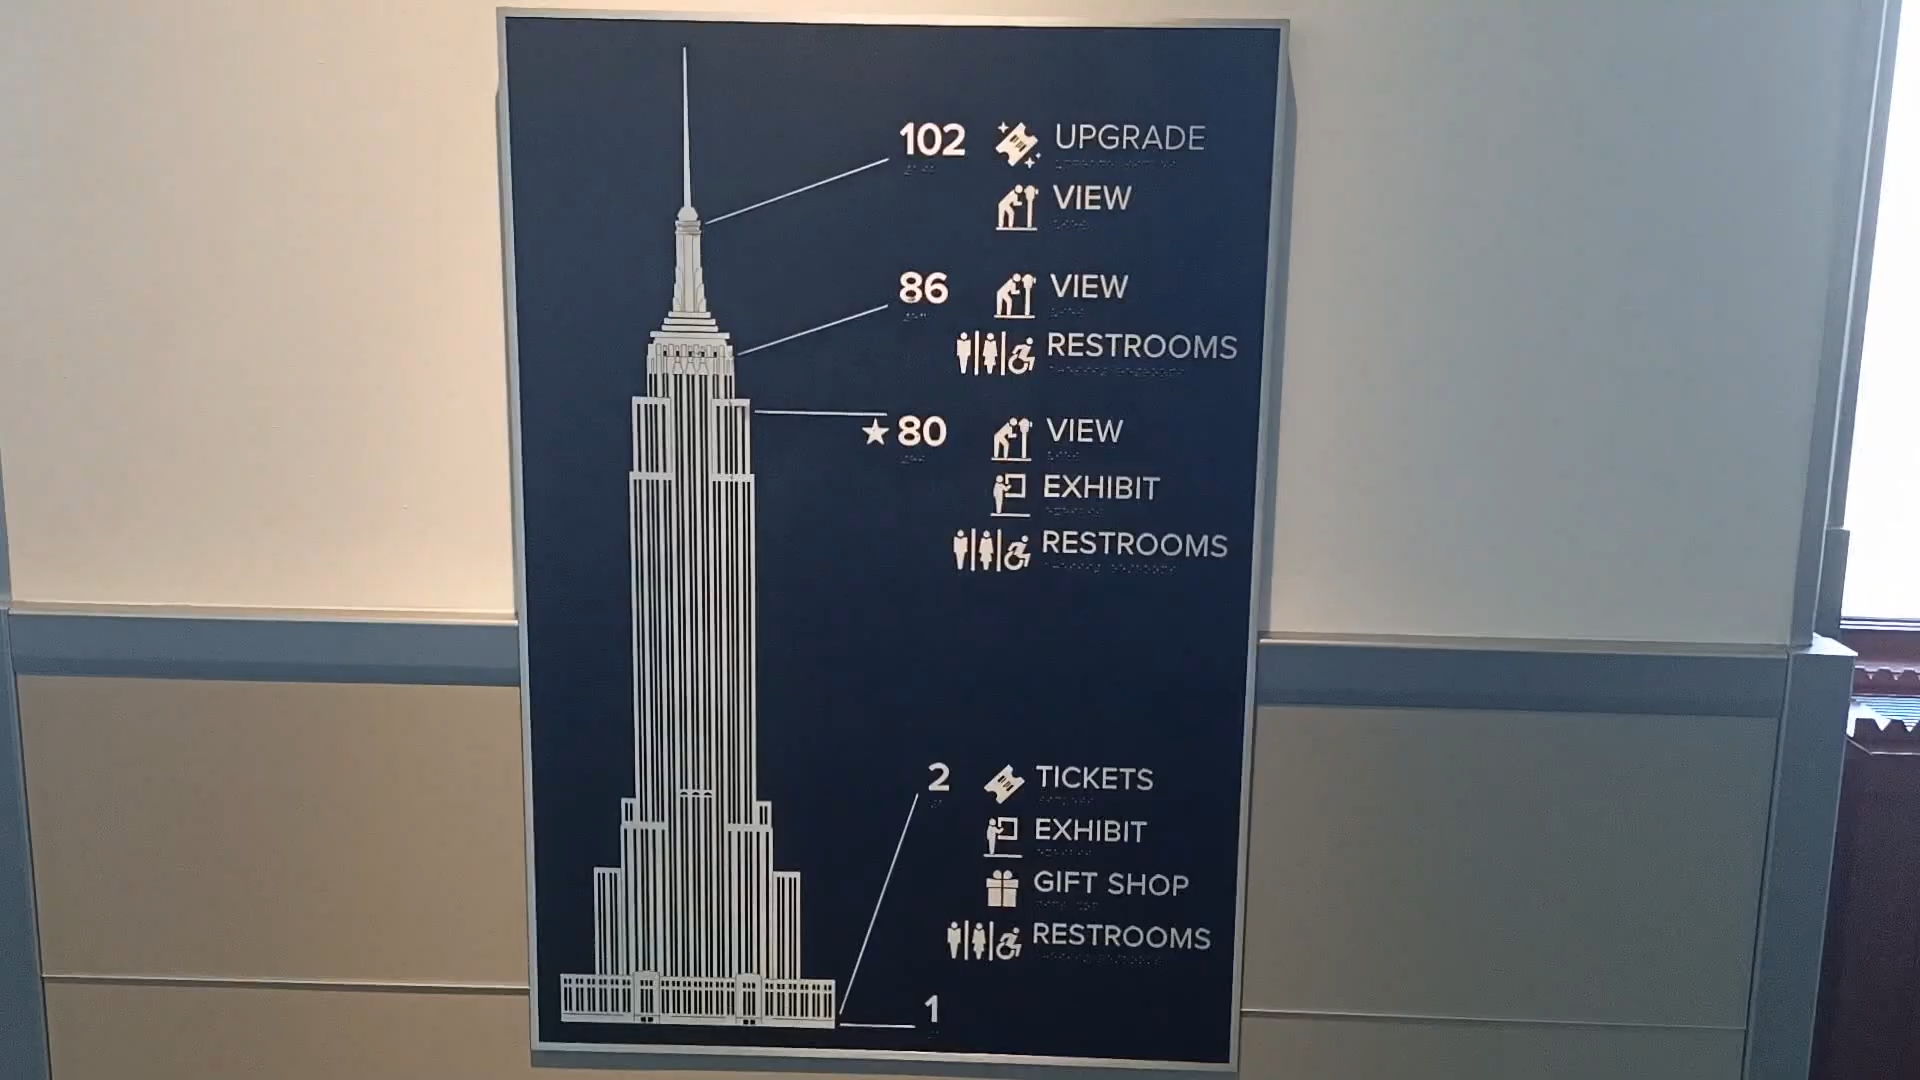 102 UPGRADE
VIEW
86 VIEW
RESTROOMS
★80 VIEW
EXHIBIT
RESTROOMS
2 TICKETS
EXHIBIT
GIFT SHOP
RESTROOMS
1